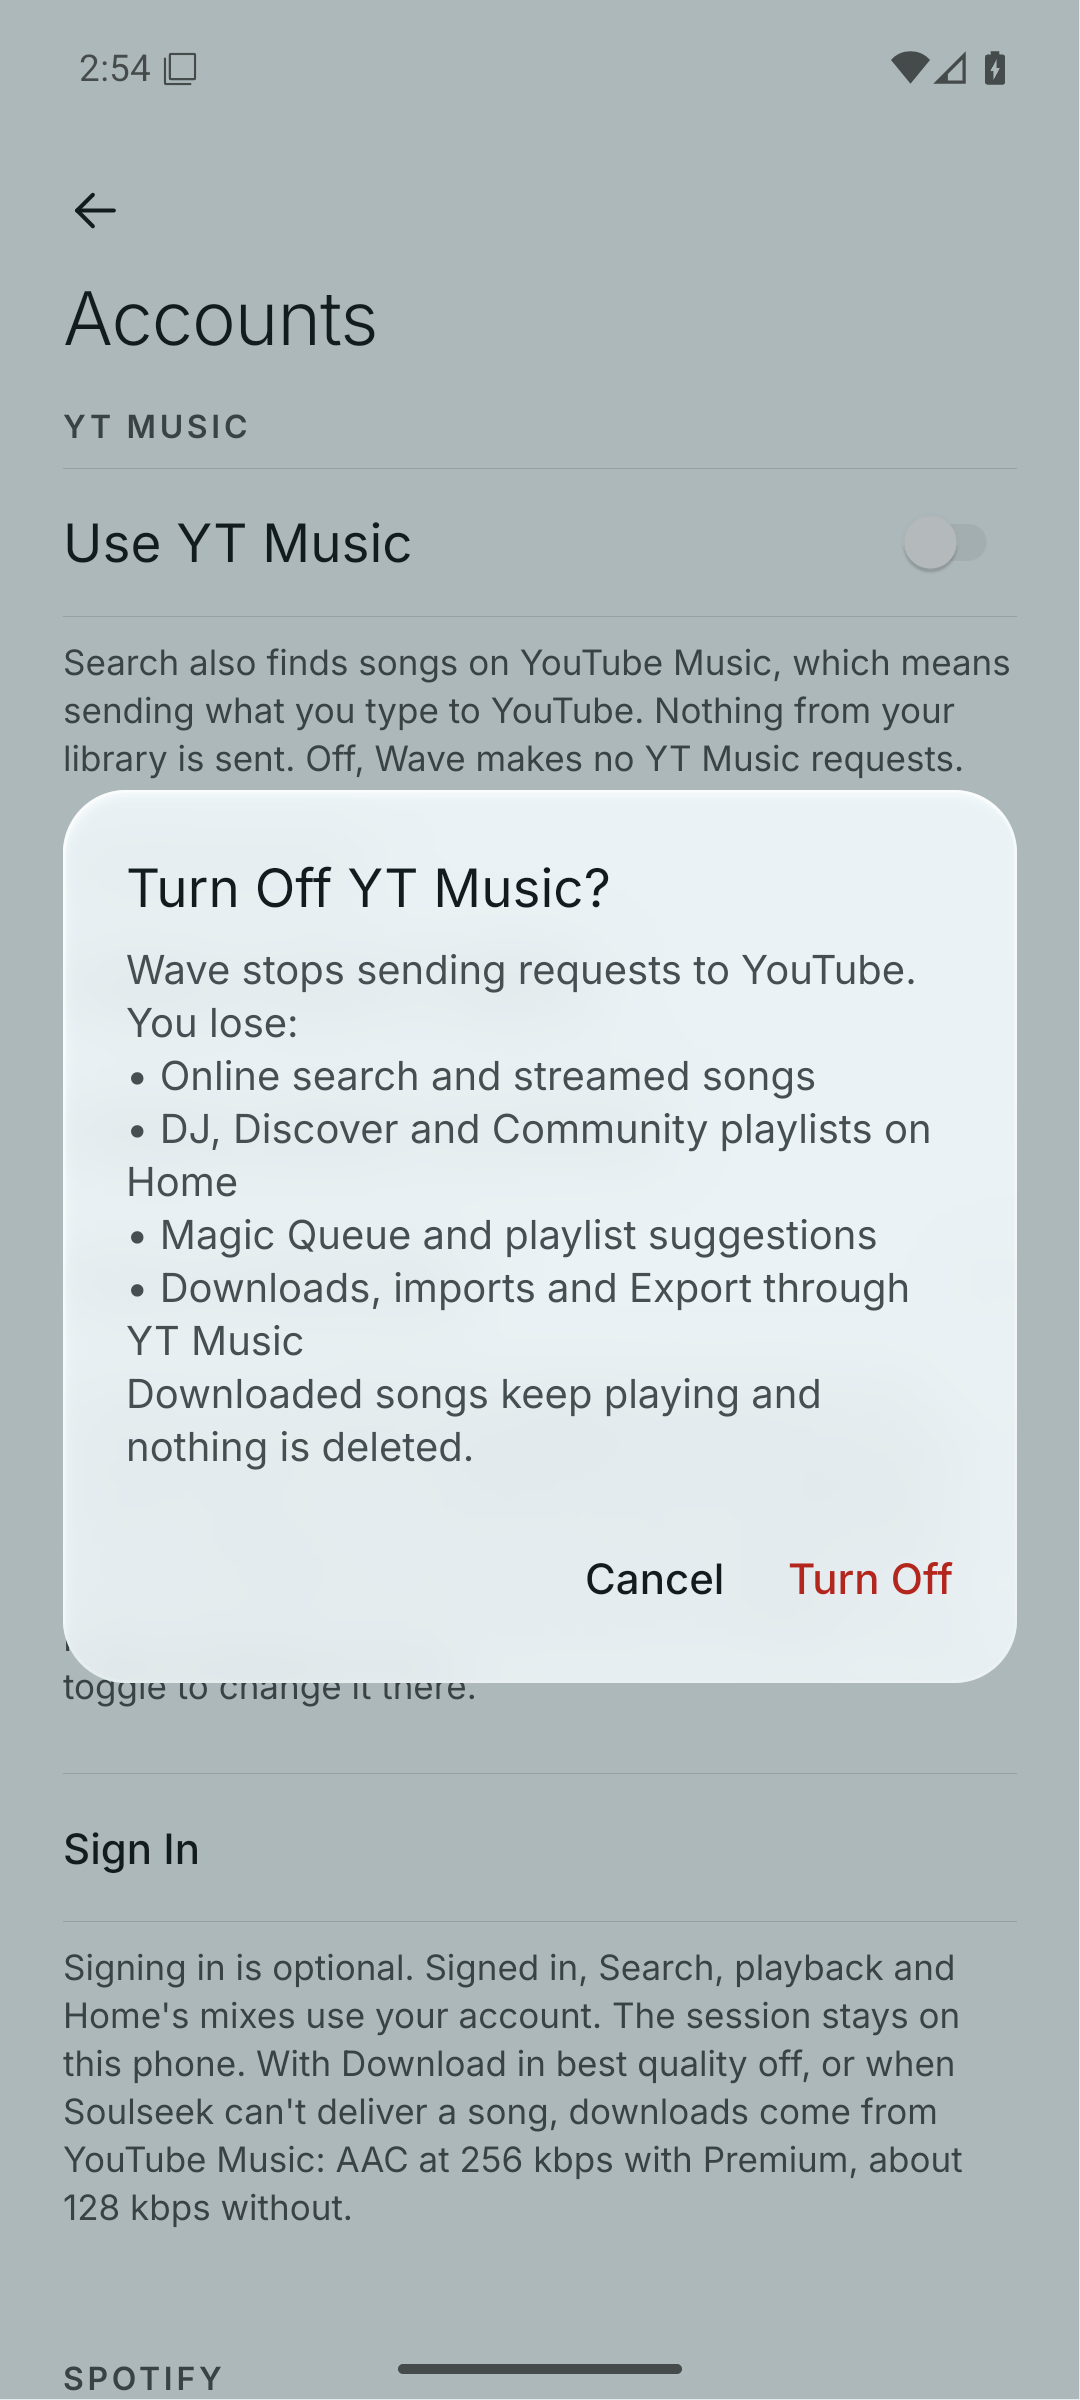 2:54
Accounts
YT MUSIC
Use YT Music
Search also finds songs on YouTube Music, which means
sending what you type to YouTube. Nothing from your
library is sent. Off, Wave makes no YT Music requests.
Turn Off YT Music?
Wave stops sending requests to YouTube.
You lose:
• Online search and streamed songs
• DJ, Discover and Community playlists on
Home
• Magic Queue and playlist suggestions
• Downloads, imports and Export through
YT Music
Downloaded songs keep playing and
nothing is deleted.
Cancel Turn Off
toggle to change it there.
Sign In
Signing in is optional. Signed in, Search, playback and
Home's mixes use your account. The session stays on
this phone. With Download in best quality off, or when
Soulseek can't deliver a song, downloads come from
YouTube Music: AAC at 256 kbps with Premium, about
128 kbps without.
SPOTIFY